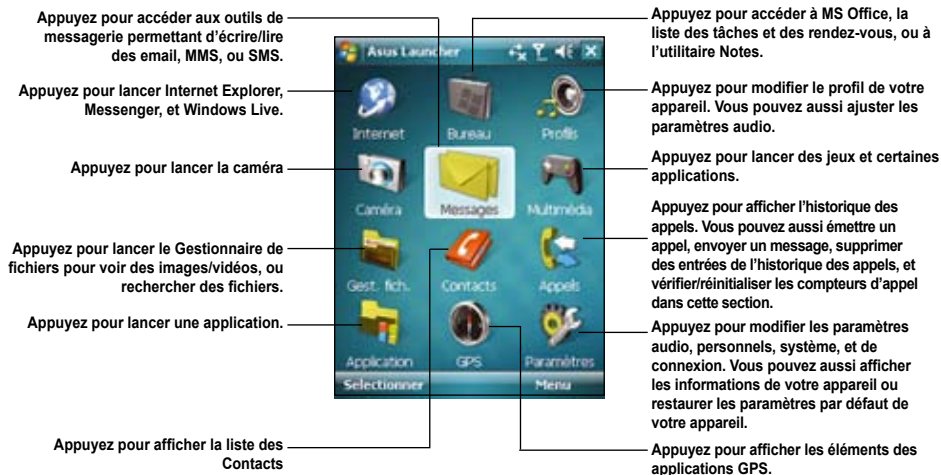 Appuyez pour accéder aux outils de
messagerie permettant d'écrire/lire
des email, MMS, ou SMS.
Appuyez pour lancer Internet Explorer,
Messenger, et Windows Live.
Appuyez pour lancer la caméra
Appuyez pour lancer le Gestionnaire de
fichiers pour voir des images/vidéos, ou
rechercher des fichiers.
Appuyez pour lancer une application.
Appuyez pour afficher la liste des
Contacts
Asus Launcher
Internet
Bureau
Profils
Caméra
Messages
Multimédia
Gest. fich.
Contacts
Appels
Application
GPS
Paramètres
Selectionner
Menu
Appuyez pour accéder à MS Office, la
liste des tâches et des rendez-vous, ou à
l'utilitaire Notes.
Appuyez pour modifier le profil de votre
appareil. Vous pouvez aussi ajuster les
paramètres audio.
Appuyez pour lancer des jeux et certaines
applications.
Appuyez pour afficher l'historique des
appels. Vous pouvez aussi émettre un
appel, envoyer un message, supprimer
des entrées de l'historique des appels, et
vérifier/réinitialiser les compteurs d'appel
dans cette section.
Appuyez pour modifier les paramètres
audio, personnels, système, et de
connexion. Vous pouvez aussi afficher
les informations de votre appareil ou
restaurer les paramètres par défaut de
votre appareil.
Appuyez pour afficher les éléments des
applications GPS.